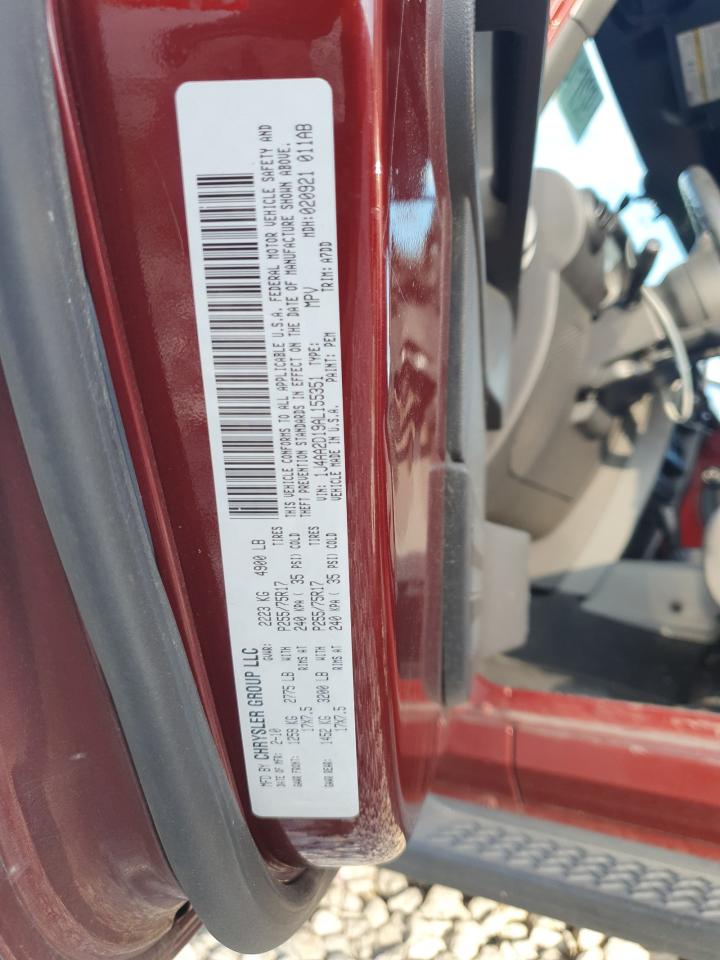 MFD BY CHRYSLER GROUP LLC
DATE OF MFR: 2-10 GVWR: 2223 KG 4900 LB
GAWR FRONT: 1259 KG 2775 LB WITH P255/75R17 TIRES
17X7.5 RIMS AT 240 KPA ( 35 PSI) COLD
GAWR REAR: 1452 KG 3200 LB WITH P255/75R17 TIRES
17X7.5 RIMS AT 240 KPA ( 35 PSI) COLD
THIS VEHICLE CONFORMS TO ALL APPLICABLE U.S.A. FEDERAL MOTOR VEHICLE SAFETY AND
THEFT PREVENTION STANDARDS IN EFFECT ON THE DATE OF MANUFACTURE SHOWN ABOVE.
VIN: 1J4AA2D19AL155351 TYPE: MPV MDH:020921 011AB
VEHICLE MADE IN U.S.A. PAINT: PEM TRIM: A7DD